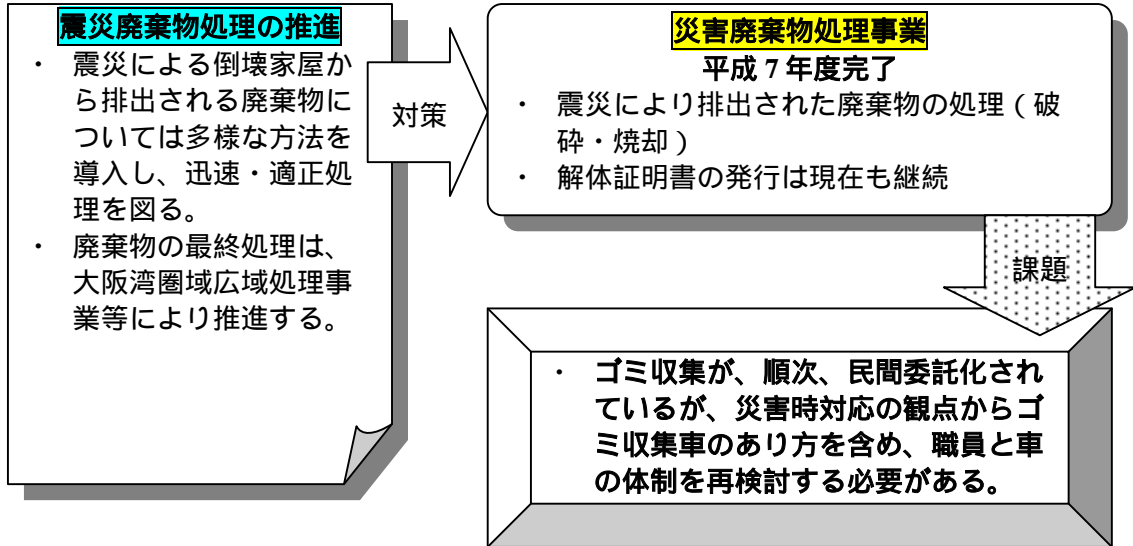 震災廃棄物処理の推進
・ 震災による倒壊家屋か
ら排出される廃棄物に
ついては多様な方法を
導入し、迅速・適正処
理を図る。
・ 廃棄物の最終処理は、
大阪湾圏域広域処理事
業等により推進する。
対策
災害廃棄物処理事業
平成7年度完了
・ 震災により排出された廃棄物の処理(破
砕・焼却)
・ 解体証明書の発行は現在も継続
課題
・ ゴミ収集が、順次、民間委託化され
ているが、災害時対応の観点からゴ
ミ収集車のあり方を含め、職員と車
の体制を再検討する必要がある。